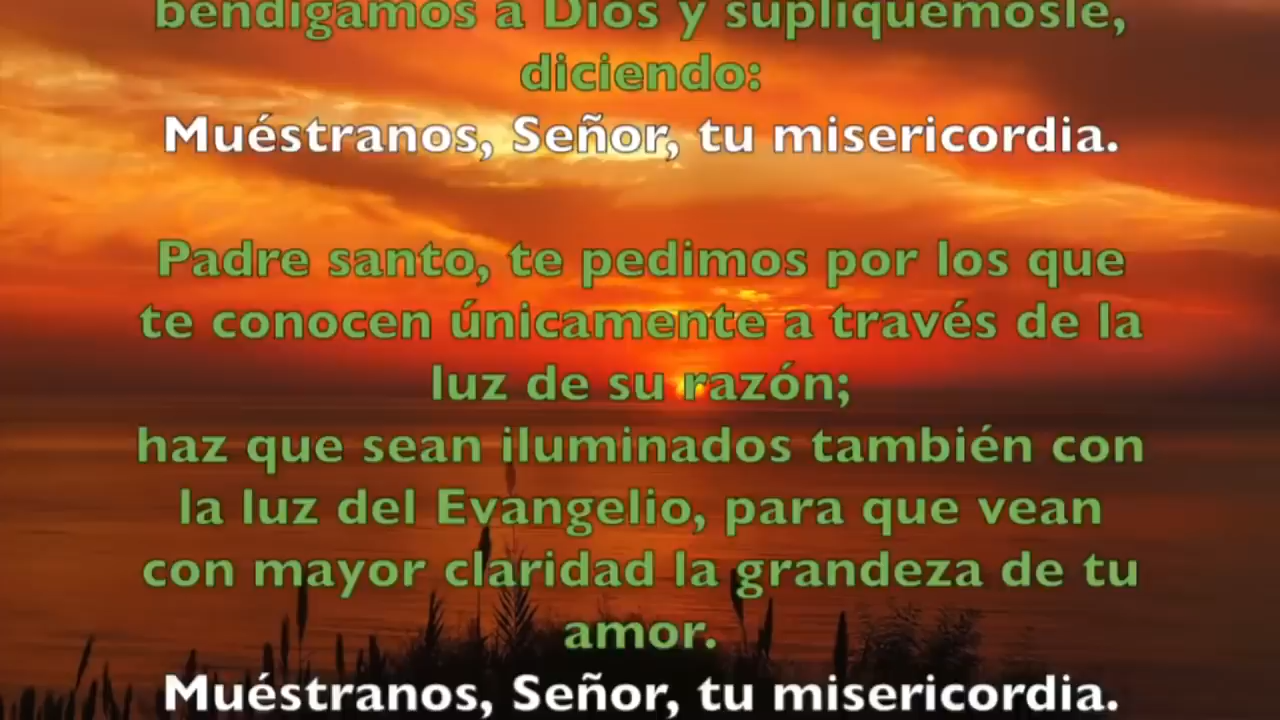 bendigamos a Dios y supliquémosle,
diciendo:
Muéstranos, Señor, tu misericordia.
Padre santo, te pedimos por los que
te conocen únicamente a través de la
luz de su razón;
haz que sean iluminados también con
la luz del Evangelio, para que vean
con mayor claridad la grandeza de tu
amor.
Muéstranos, Señor, tu misericordia.